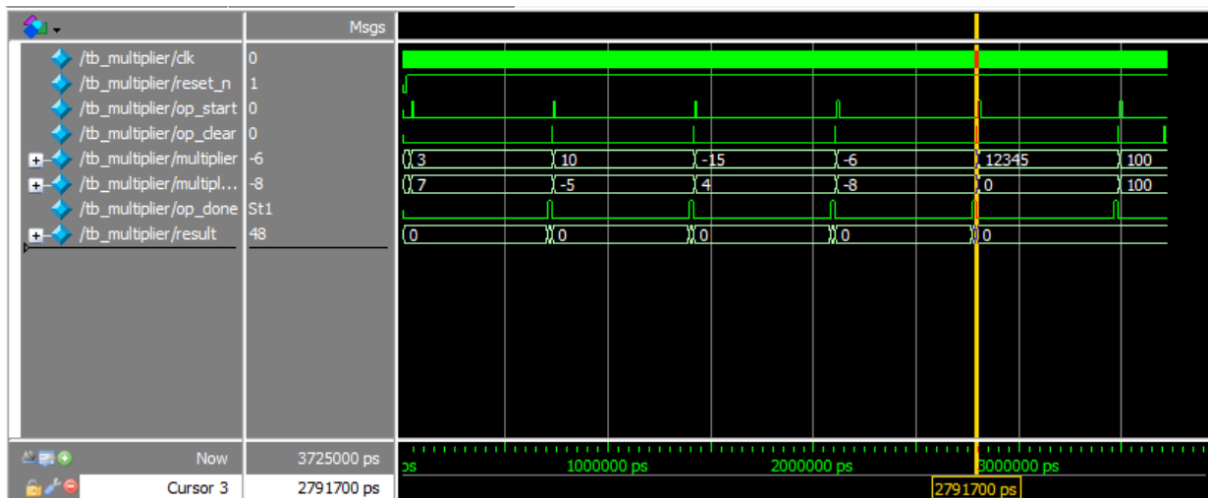 Msgs
/tb_multiplier/clk 0
/tb_multiplier/reset_n 1
/tb_multiplier/op_start 0
/tb_multiplier/op_clear 0
/tb_multiplier/multiplier -6 3 10 -15 -6 12345 100
/tb_multiplier/multipl... -8 7 -5 4 -8 0 100
/tb_multiplier/op_done St1
/tb_multiplier/result 48 0 0 0 0 0
Now 3725000 ps ps 1000000 ps 2000000 ps 3000000 ps
Cursor 3 2791700 ps 2791700 ps